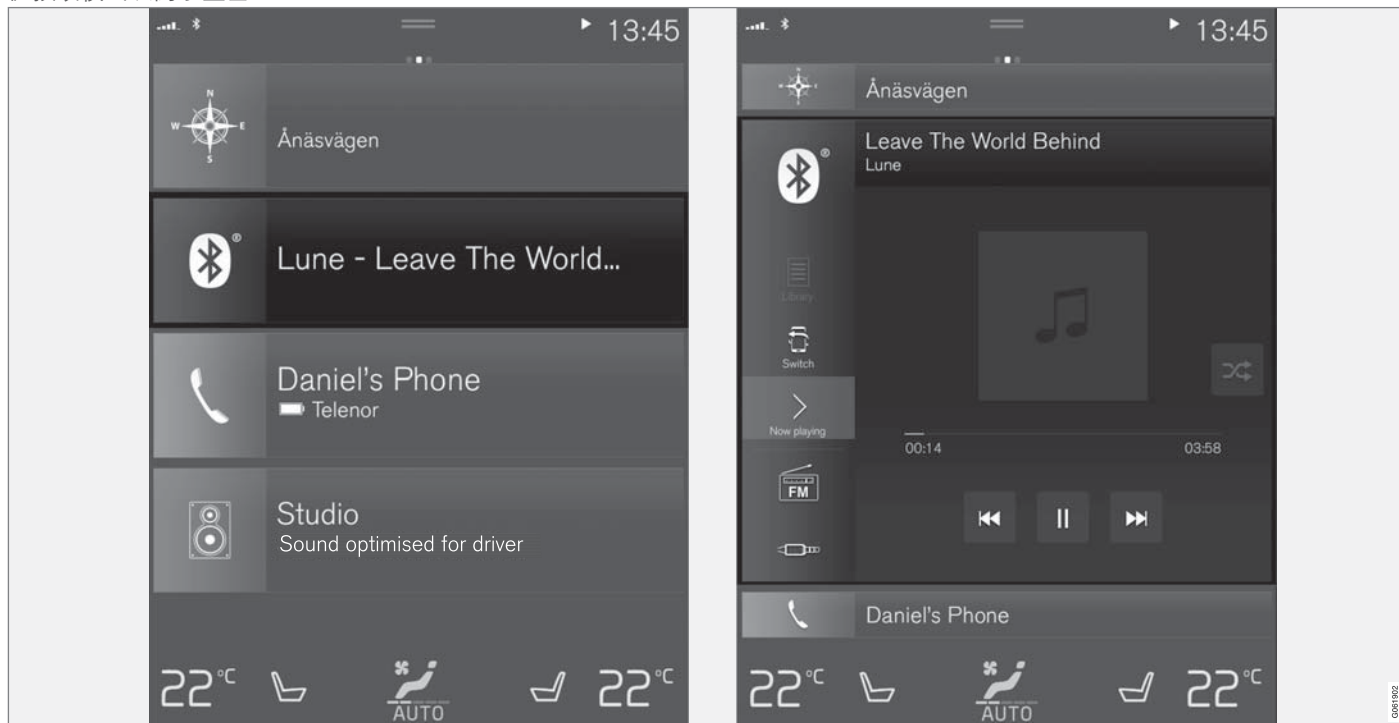 13:45
N
W E
S
Ånäsvägen
®
Lune - Leave The World...
Daniel's Phone
Telenor
Studio
Sound optimised for driver
22°C
AUTO
22°C
13:45
Ånäsvägen
®
Leave The World Behind
Lune
Library
Switch
Now playing
00:14
03:58
FM
Daniel's Phone
22°C
AUTO
22°C
G061902